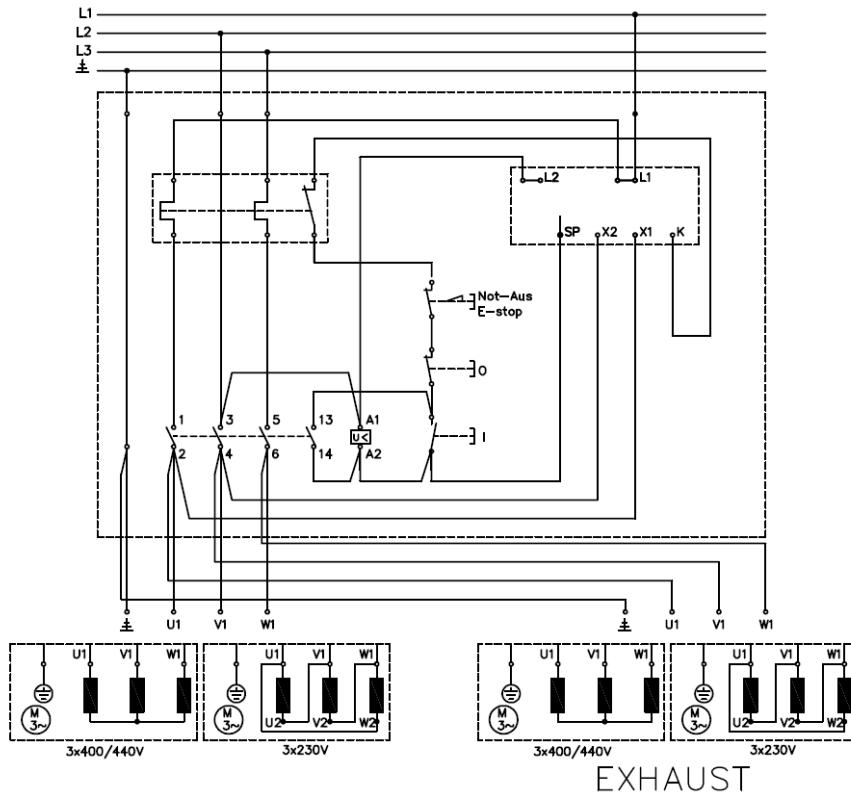 L1
L2
L3
L2 L1
SP X2 X1 K
Not-Aus
E-stop
O
1 3 5 13 A1
U< I
2 4 6 14 A2
U1 V1 W1 U1 V1 W1
U1 V1 W1 U1 V1 W1 U1 V1 W1 U1 V1 W1
M
3~
M
3~
M
3~
M
3~
U2 V2 W2 U2 V2 W2
3x400/440V 3x230V 3x400/440V 3x230V
EXHAUST